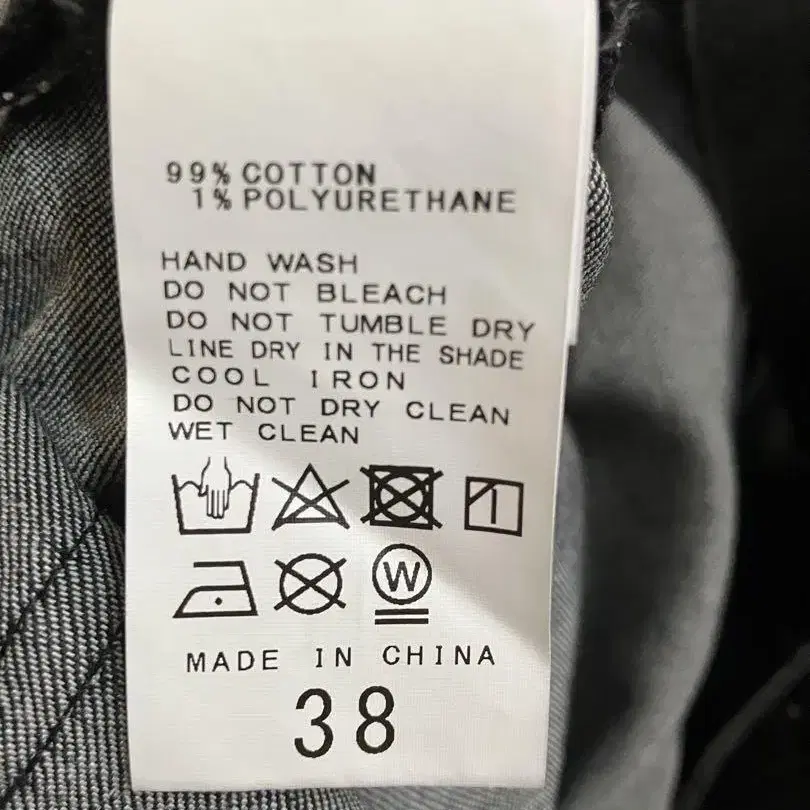 99% COTTON
1% POLYURETHANE
HAND WASH
DO NOT BLEACH
DO NOT TUMBLE DRY
LINE DRY IN THE SHADE
COOL IRON
DO NOT DRY CLEAN
WET CLEAN
W
MADE IN CHINA
38